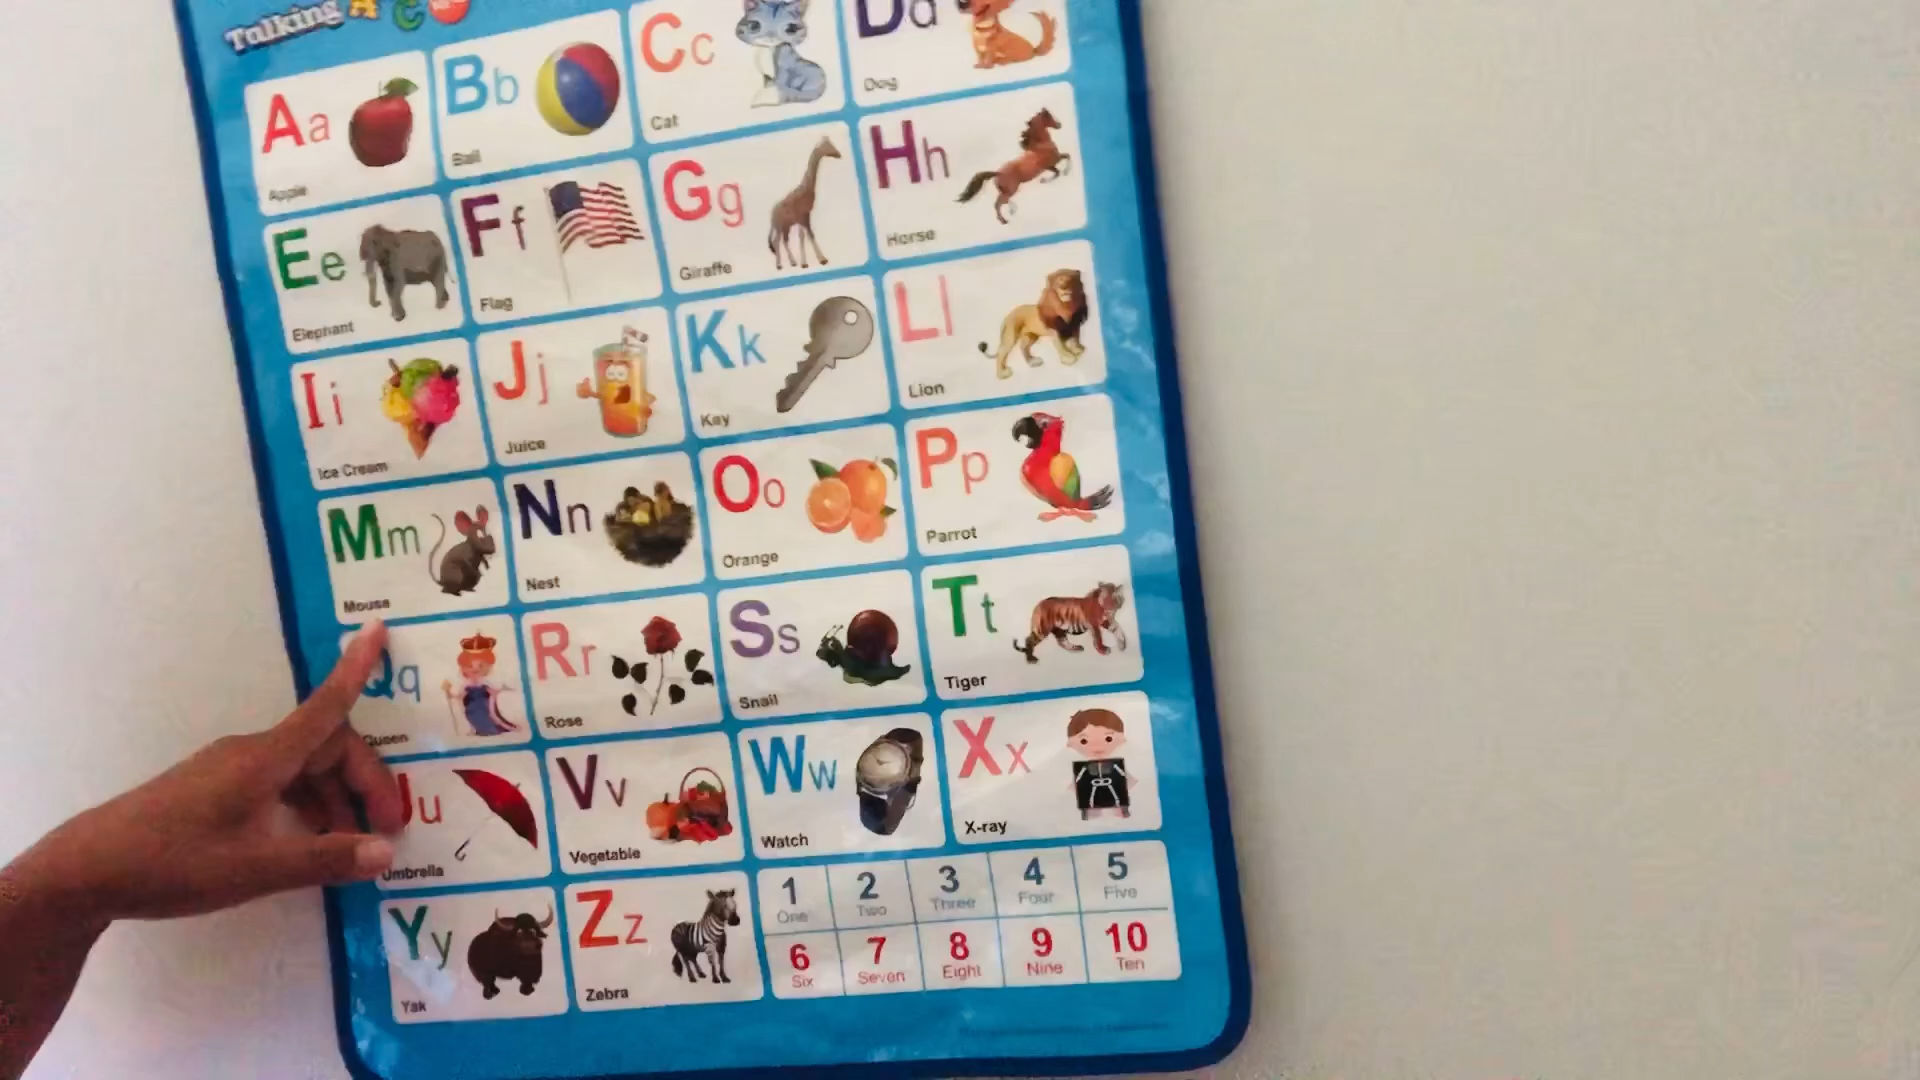 Talking A C
Aa
Apple
Bb
Ball
Cc
Cat
Dd
Dog
Ee
Elephant
Ff
Flag
Gg
Giraffe
Hh
Horse
Ii
Ice Cream
Jj
Juice
Kk
Key
Ll
Lion
Mm
Mouse
Nn
Nest
Oo
Orange
Pp
Parrot
Qq
Queen
Rr
Rose
Ss
Snail
Tt
Tiger
Uu
Umbrella
Vv
Vegetable
Ww
Watch
Xx
X-ray
Yy
Yak
Zz
Zebra
1 2 3 4 5
One Two Three Four Five
6 7 8 9 10
Six Seven Eight Nine Ten